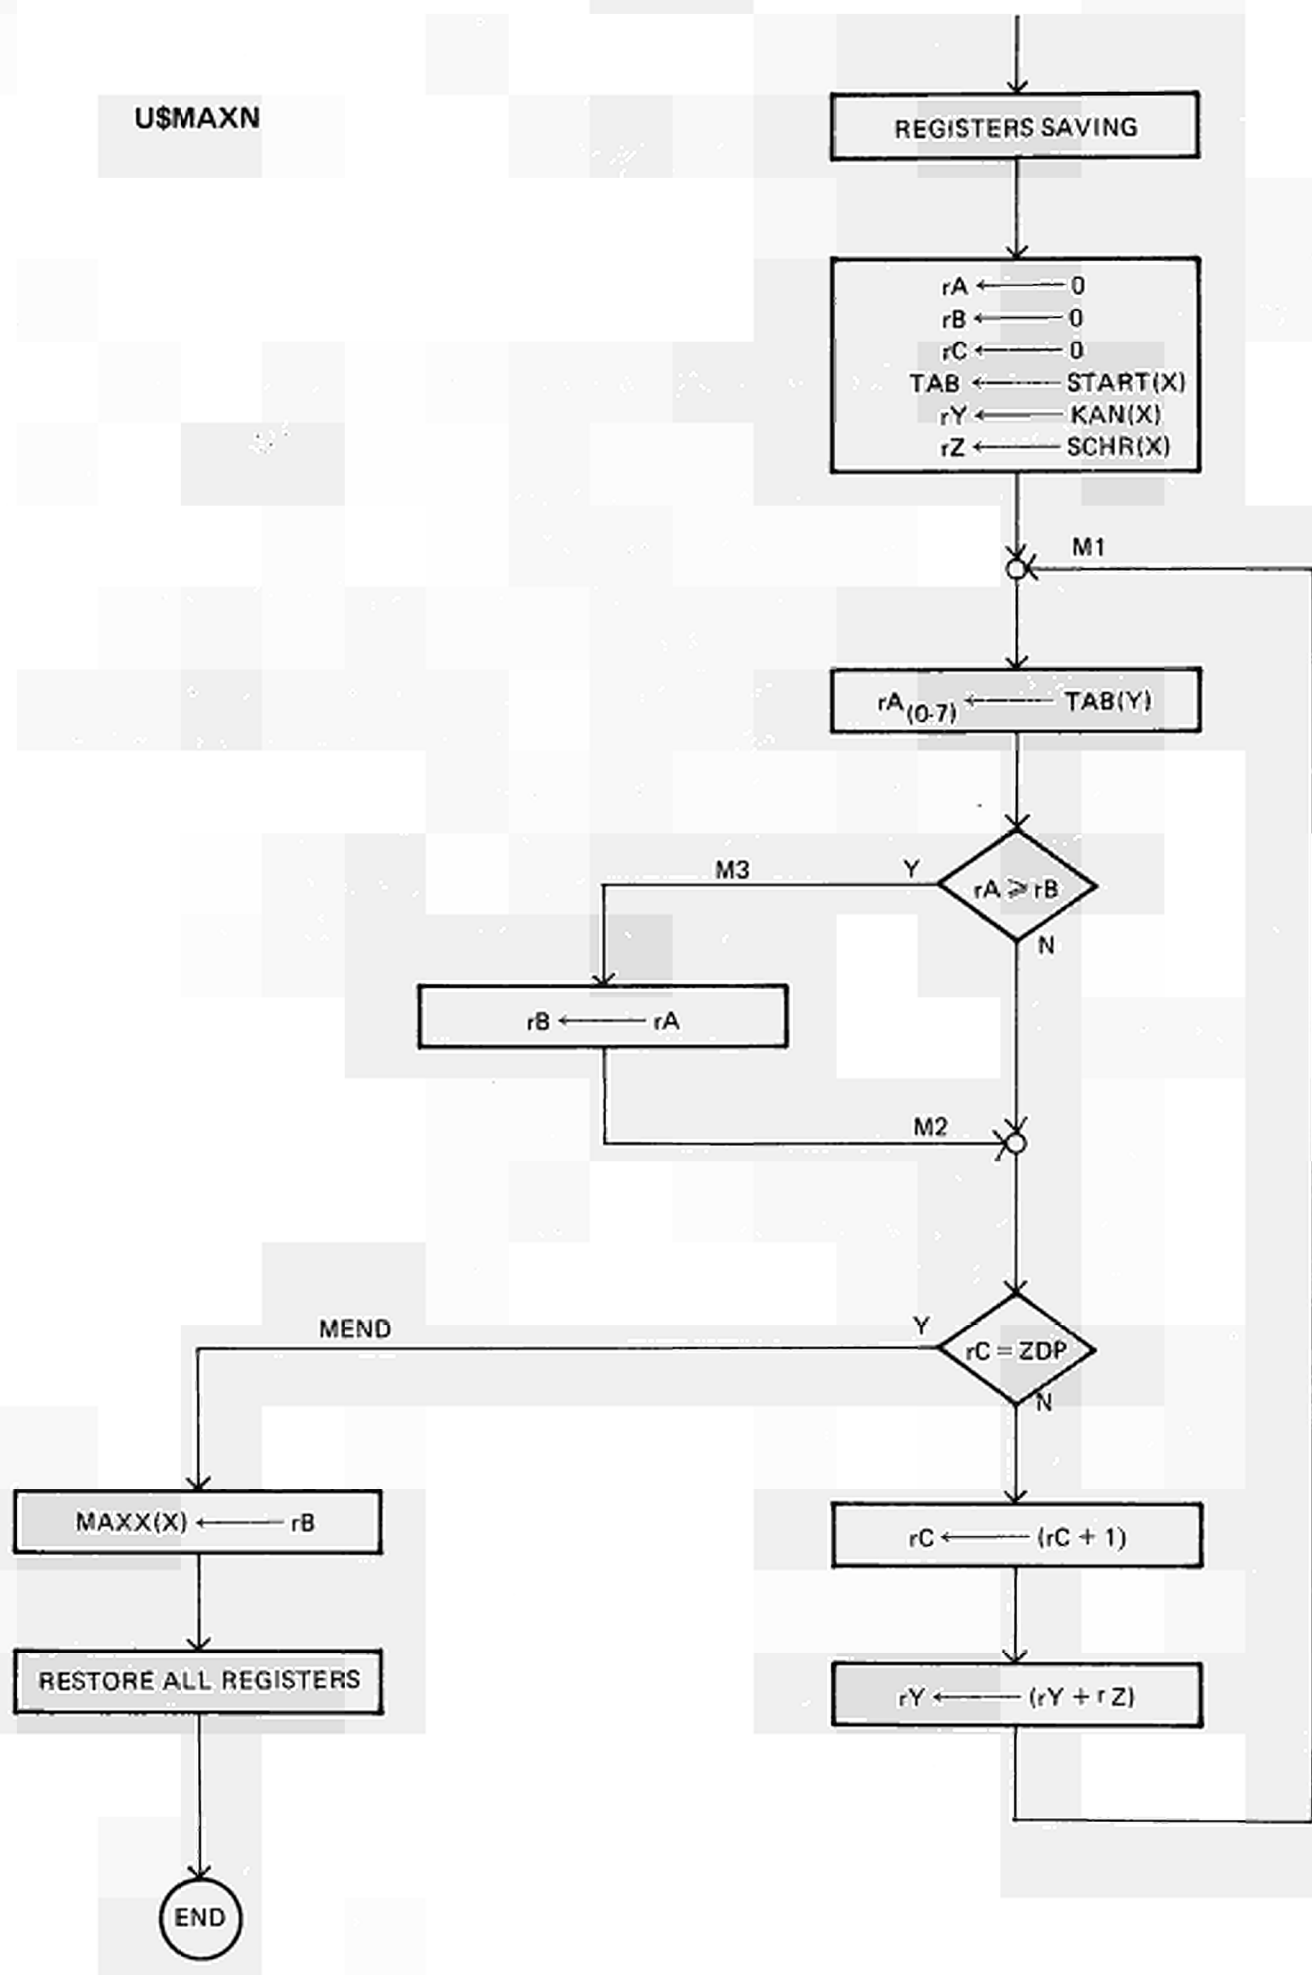 U$MAXN
REGISTERS SAVING
rA ← 0
rB ← 0
rC ← 0
TAB ← START(X)
rY ← KAN(X)
rZ ← SCHR(X)
M1
rA(0-7) ← TAB(Y)
M3
Y
rA ⩾ rB
N
rB ← rA
M2
MEND
Y
rC = ZDP
N
MAXX(X) ← rB
rC ← (rC + 1)
RESTORE ALL REGISTERS
rY ← (rY + rZ)
END